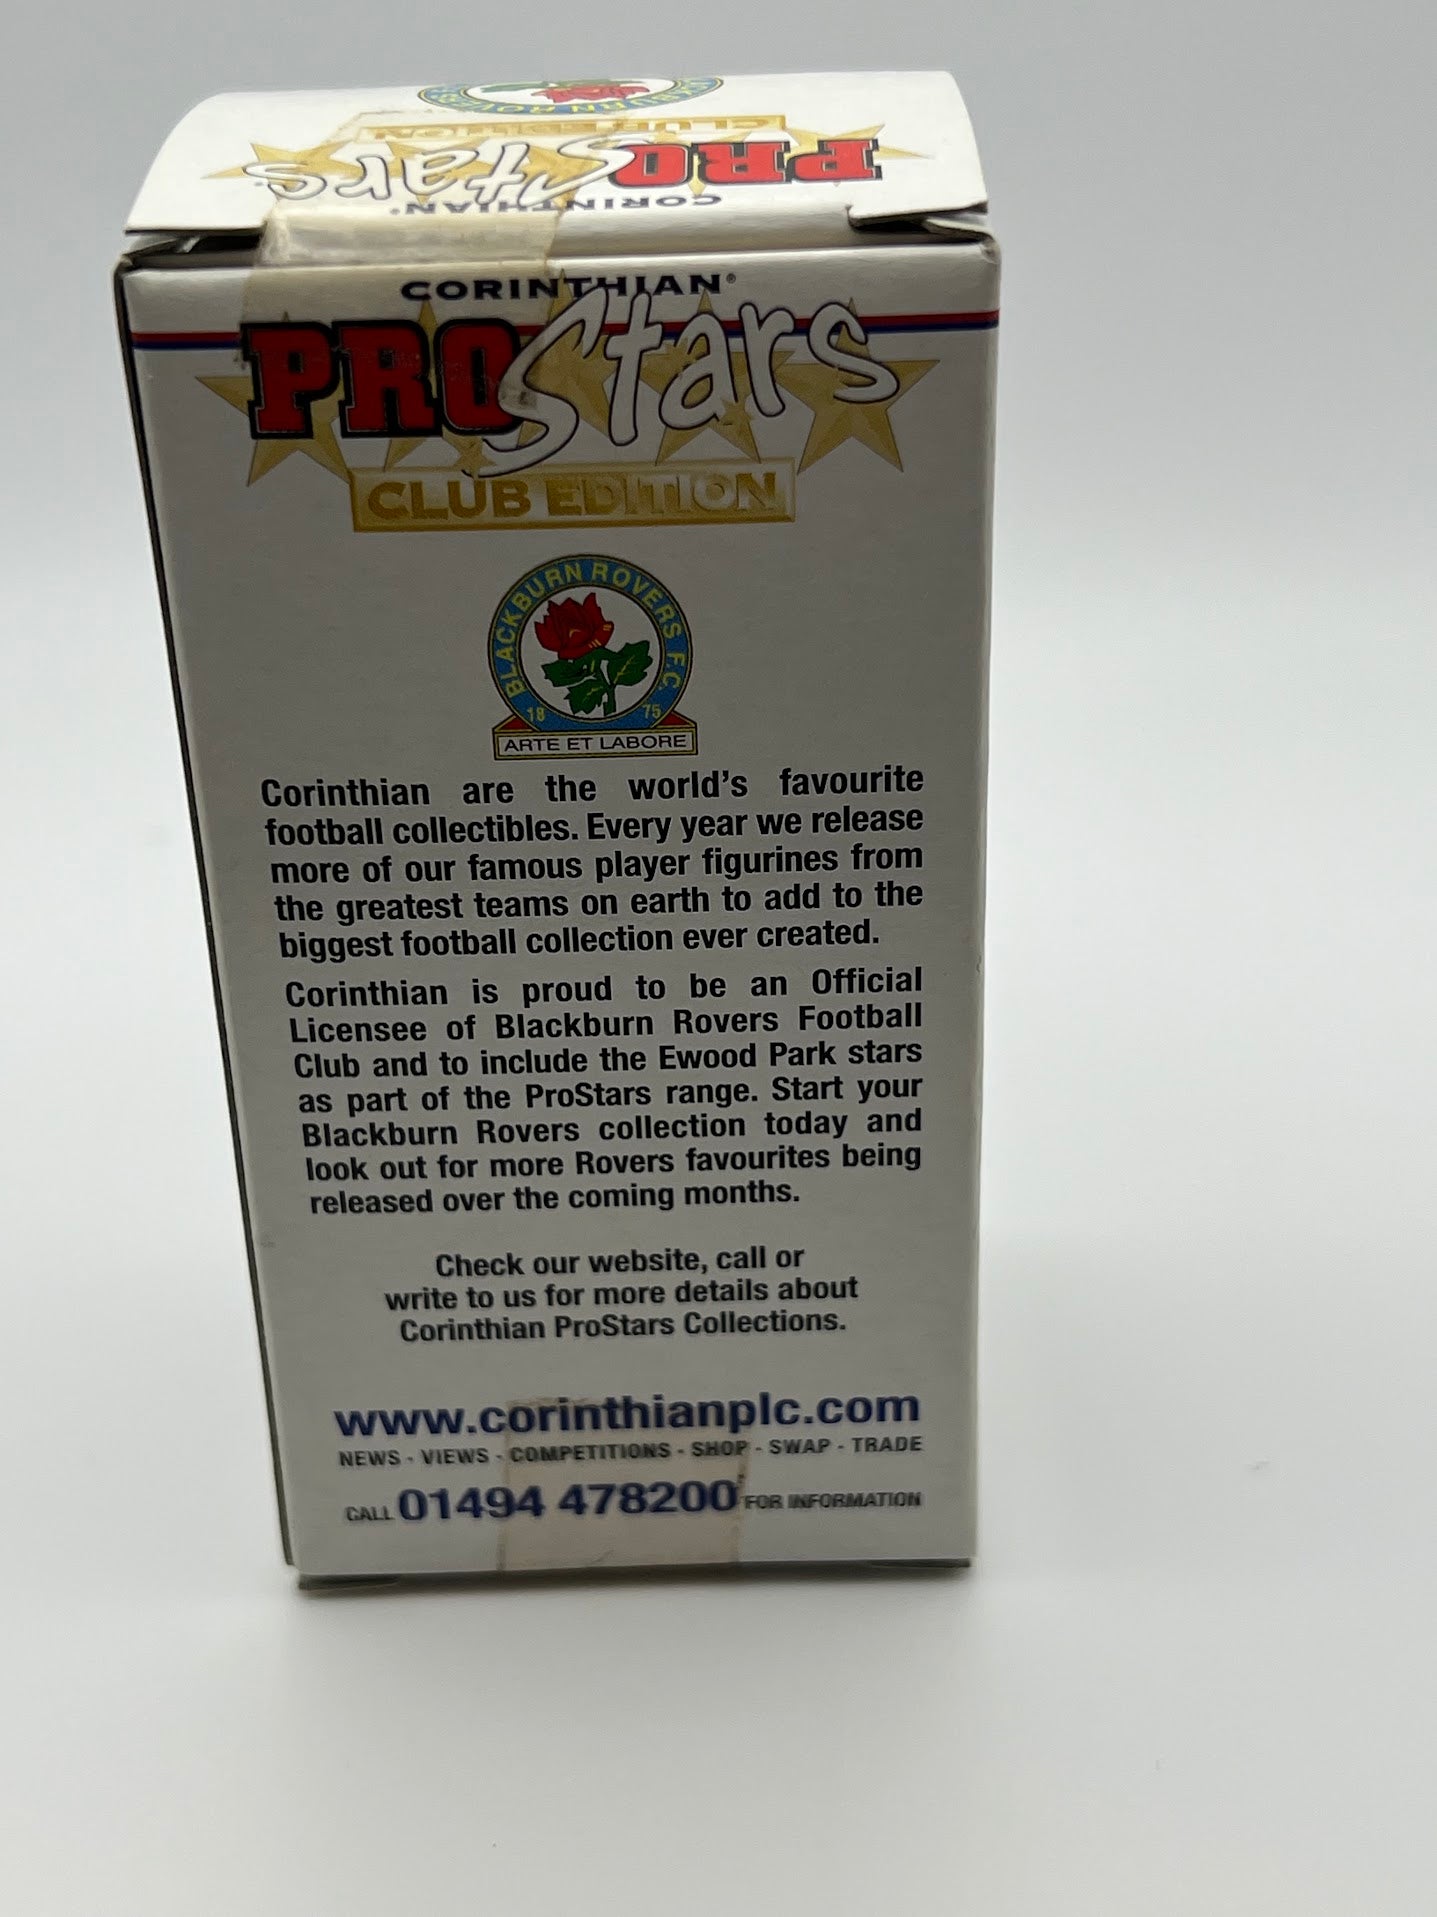 BLACKBURN ROVERS
CLUB EDITION
PRO Stars
CORINTHIAN®
CORINTHIAN®
PRO Stars
CLUB EDITION
BLACKBURN ROVERS F.C.
18 75
ARTE ET LABORE
Corinthian are the world's favourite
football collectibles. Every year we release
more of our famous player figurines from
the greatest teams on earth to add to the
biggest football collection ever created.
Corinthian is proud to be an Official
Licensee of Blackburn Rovers Football
Club and to include the Ewood Park stars
as part of the ProStars range. Start your
Blackburn Rovers collection today and
look out for more Rovers favourites being
released over the coming months.
Check our website, call or
write to us for more details about
Corinthian ProStars Collections.
www.corinthianplc.com
NEWS - VIEWS - COMPETITIONS - SHOP - SWAP - TRADE
CALL 01494 478200 FOR INFORMATION